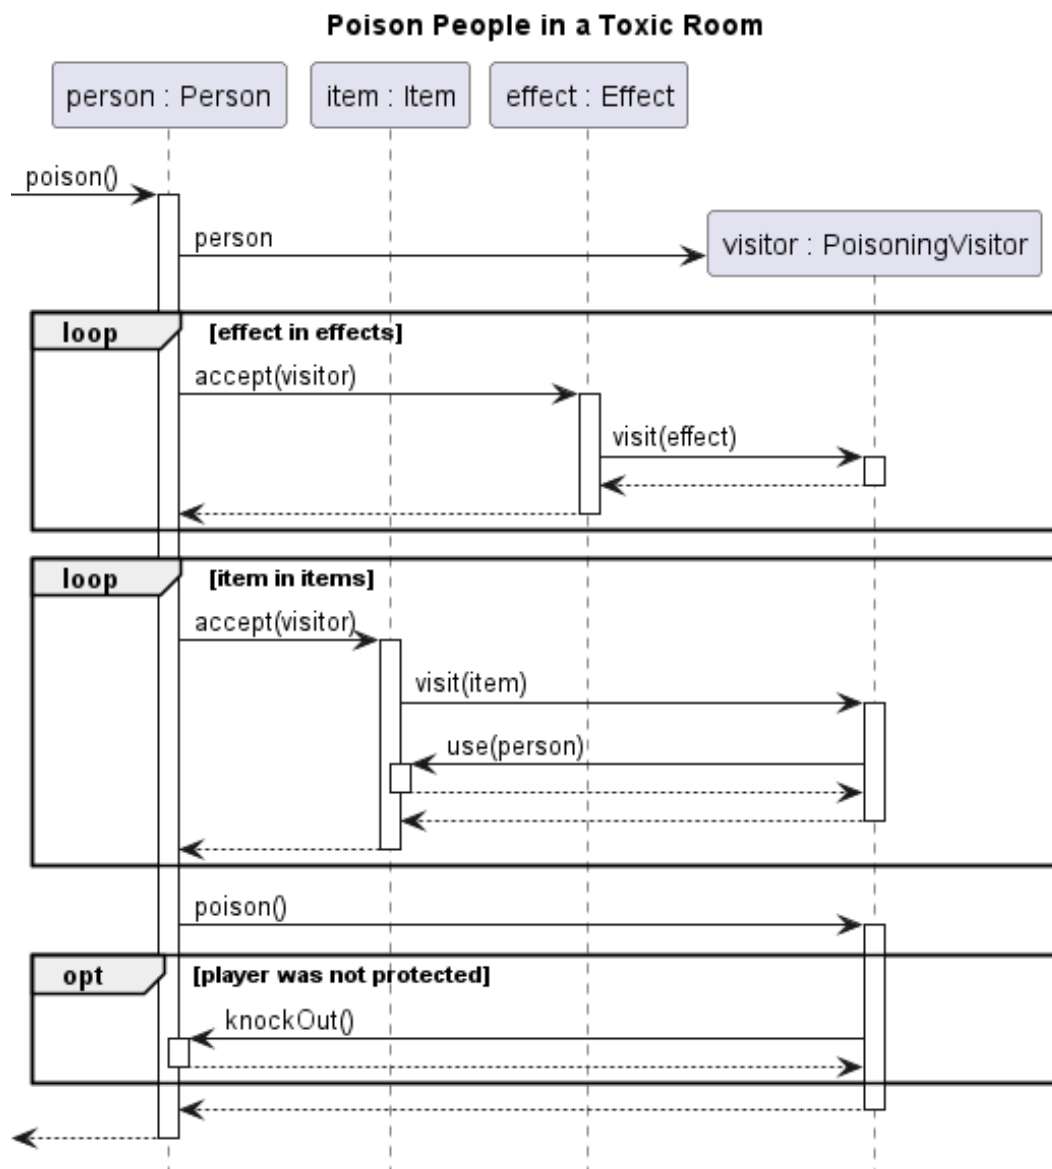 Poison People in a Toxic Room
person : Person
item : Item
effect : Effect
poison()
person
visitor : PoisoningVisitor
loop
[effect in effects]
accept(visitor)
visit(effect)
loop
[item in items]
accept(visitor)
visit(item)
use(person)
poison()
opt
[player was not protected]
knockOut()